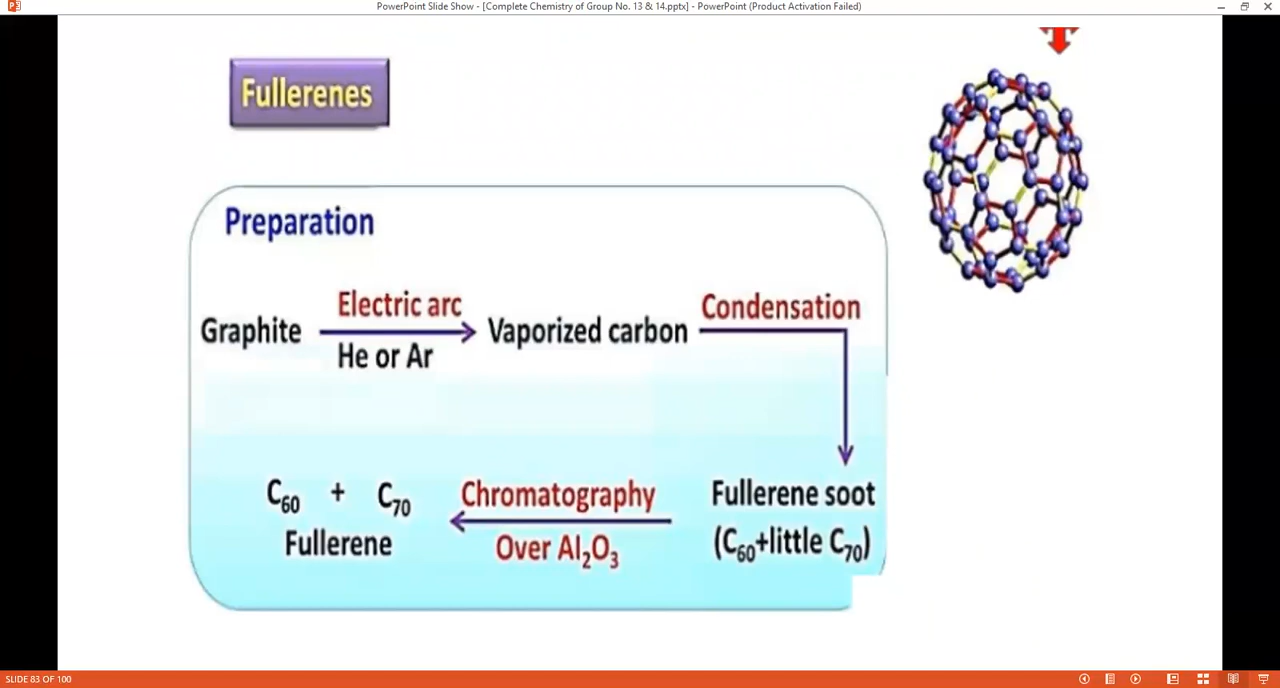 PowerPoint Slide Show - [Complete Chemistry of Group No. 13 & 14.pptx] - PowerPoint (Product Activation Failed)
Fullerenes
Preparation
Graphite
Electric arc
He or Ar
Vaporized carbon
Condensation
Fullerene soot
(C₆₀+little C₇₀)
Chromatography
Over Al₂O₃
C₆₀ + C₇₀
Fullerene
SLIDE 83 OF 100